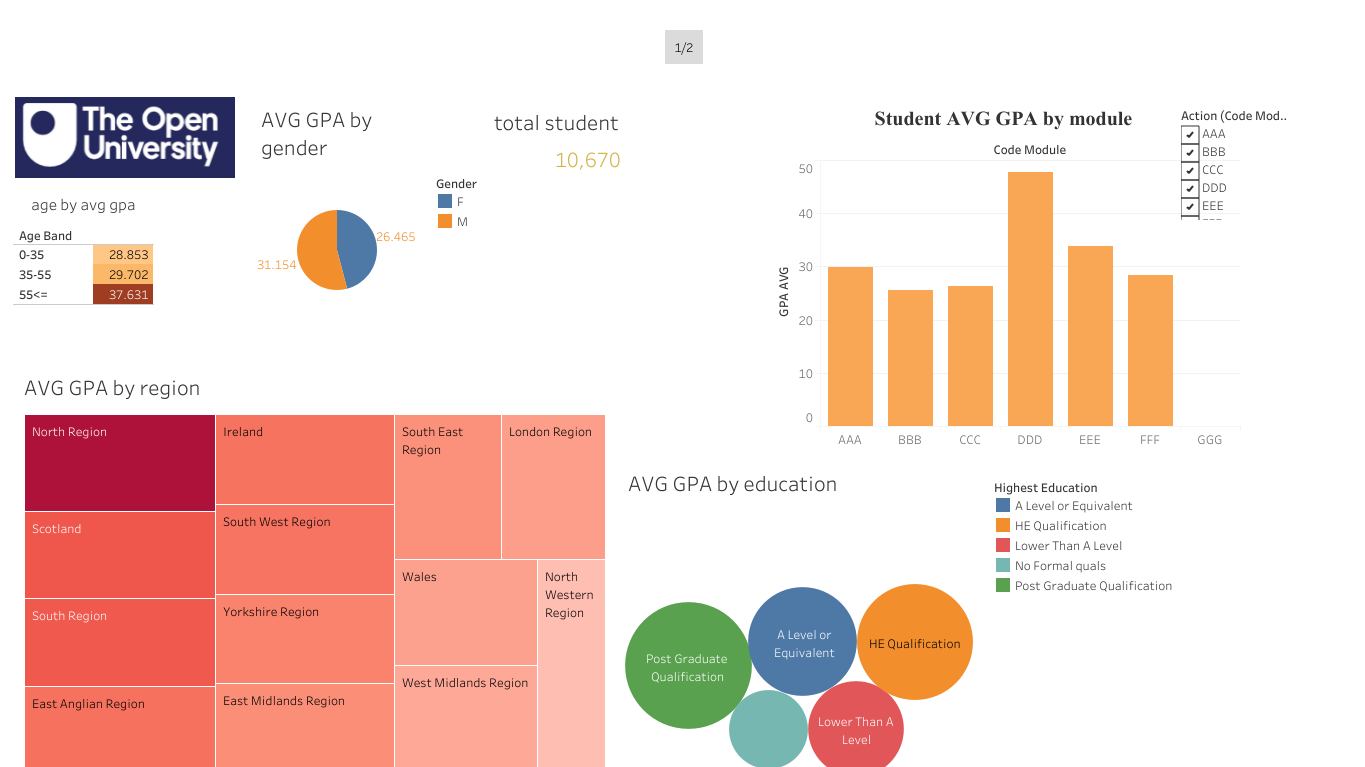 1/2
The Open
University
AVG GPA by
gender
total student
10,670
Gender
F
M
26.465
31.154
age by avg gpa
Age Band
0-35 28.853
35-55 29.702
55<= 37.631
Student AVG GPA by module
Code Module
Action (Code Mod..
AAA
BBB
CCC
DDD
EEE
GPA AVG
50
40
30
20
10
0
AAA BBB CCC DDD EEE FFF GGG
AVG GPA by region
North Region
Scotland
South Region
East Anglian Region
Ireland
South West Region
Yorkshire Region
East Midlands Region
South East
Region
London Region
Wales
West Midlands Region
North
Western
Region
AVG GPA by education
Highest Education
A Level or Equivalent
HE Qualification
Lower Than A Level
No Formal quals
Post Graduate Qualification
Post Graduate
Qualification
A Level or
Equivalent
HE Qualification
Lower Than A
Level